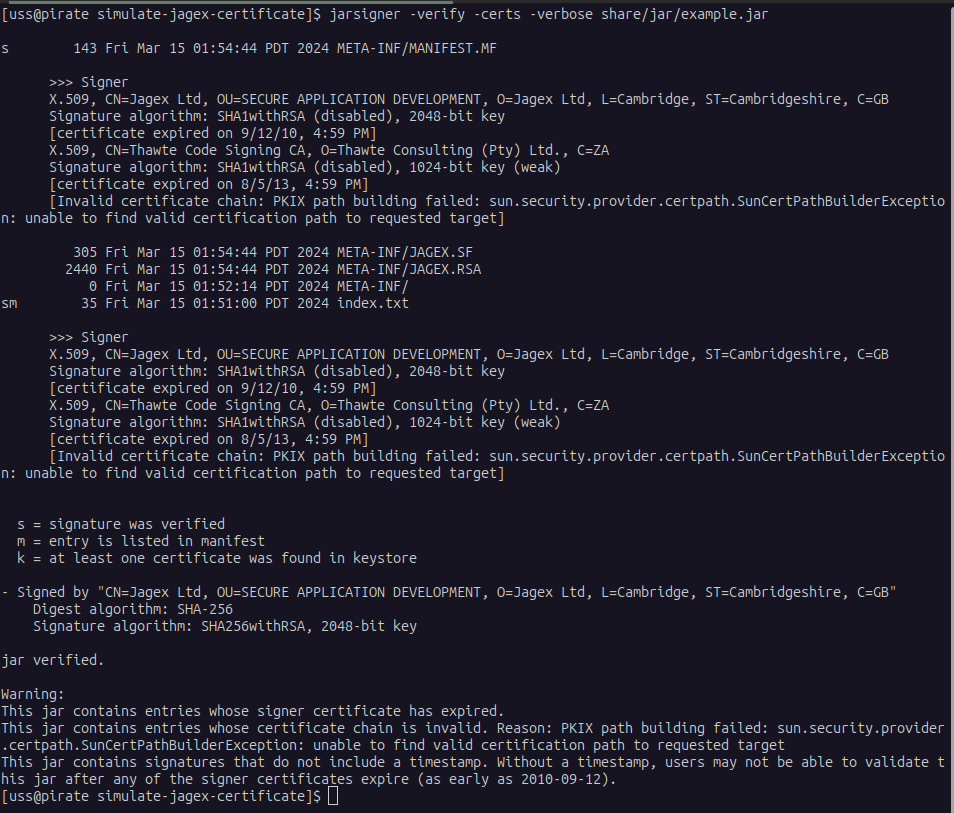 [uss@pirate simulate-jagex-certificate]$ jarsigner -verify -certs -verbose share/jar/example.jar
s        143 Fri Mar 15 01:54:44 PDT 2024 META-INF/MANIFEST.MF
>>> Signer
X.509, CN=Jagex Ltd, OU=SECURE APPLICATION DEVELOPMENT, O=Jagex Ltd, L=Cambridge, ST=Cambridgeshire, C=GB
Signature algorithm: SHA1withRSA (disabled), 2048-bit key
[certificate expired on 9/12/10, 4:59 PM]
X.509, CN=Thawte Code Signing CA, O=Thawte Consulting (Pty) Ltd., C=ZA
Signature algorithm: SHA1withRSA (disabled), 1024-bit key (weak)
[certificate expired on 8/5/13, 4:59 PM]
[Invalid certificate chain: PKIX path building failed: sun.security.provider.certpath.SunCertPathBuilderExceptio
n: unable to find valid certification path to requested target]
305 Fri Mar 15 01:54:44 PDT 2024 META-INF/JAGEX.SF
2440 Fri Mar 15 01:54:44 PDT 2024 META-INF/JAGEX.RSA
0 Fri Mar 15 01:52:14 PDT 2024 META-INF/
sm        35 Fri Mar 15 01:51:00 PDT 2024 index.txt
>>> Signer
X.509, CN=Jagex Ltd, OU=SECURE APPLICATION DEVELOPMENT, O=Jagex Ltd, L=Cambridge, ST=Cambridgeshire, C=GB
Signature algorithm: SHA1withRSA (disabled), 2048-bit key
[certificate expired on 9/12/10, 4:59 PM]
X.509, CN=Thawte Code Signing CA, O=Thawte Consulting (Pty) Ltd., C=ZA
Signature algorithm: SHA1withRSA (disabled), 1024-bit key (weak)
[certificate expired on 8/5/13, 4:59 PM]
[Invalid certificate chain: PKIX path building failed: sun.security.provider.certpath.SunCertPathBuilderExceptio
n: unable to find valid certification path to requested target]
s = signature was verified
m = entry is listed in manifest
k = at least one certificate was found in keystore
- Signed by "CN=Jagex Ltd, OU=SECURE APPLICATION DEVELOPMENT, O=Jagex Ltd, L=Cambridge, ST=Cambridgeshire, C=GB"
Digest algorithm: SHA-256
Signature algorithm: SHA256withRSA, 2048-bit key
jar verified.
Warning:
This jar contains entries whose signer certificate has expired.
This jar contains entries whose certificate chain is invalid. Reason: PKIX path building failed: sun.security.provider
.certpath.SunCertPathBuilderException: unable to find valid certification path to requested target
This jar contains signatures that do not include a timestamp. Without a timestamp, users may not be able to validate t
his jar after any of the signer certificates expire (as early as 2010-09-12).
[uss@pirate simulate-jagex-certificate]$